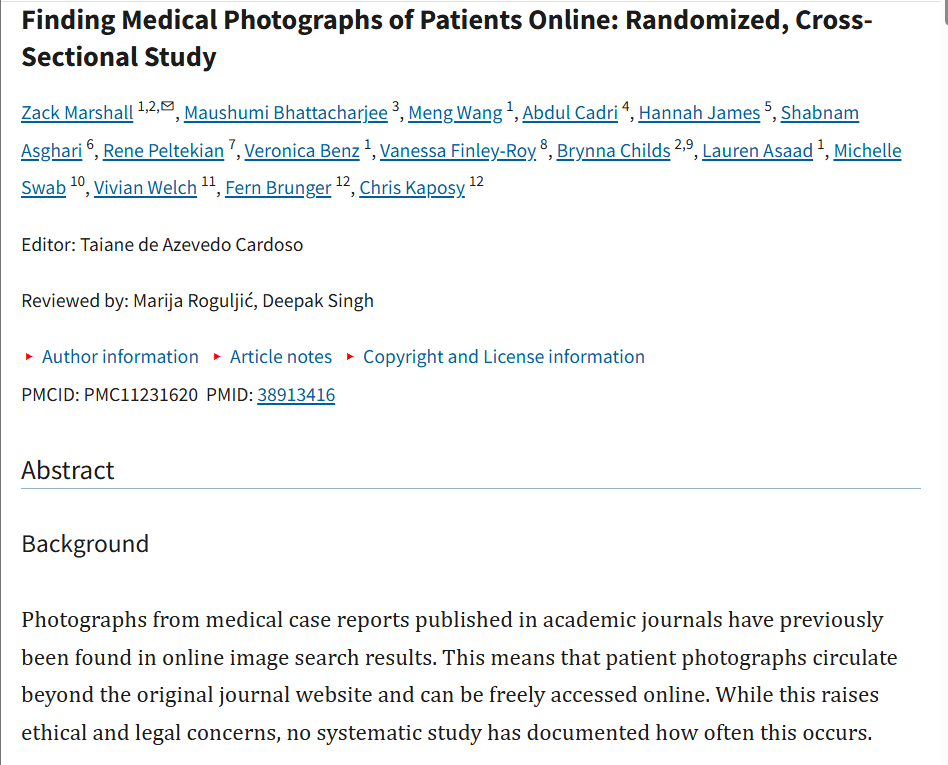 Finding Medical Photographs of Patients Online: Randomized, Cross-
Sectional Study
Zack Marshall 1,2,✉, Maushumi Bhattacharjee 3, Meng Wang 1, Abdul Cadri 4, Hannah James 5, Shabnam
Asghari 6, Rene Peltekian 7, Veronica Benz 1, Vanessa Finley-Roy 8, Brynna Childs 2,9, Lauren Asaad 1, Michelle
Swab 10, Vivian Welch 11, Fern Brunger 12, Chris Kaposy 12
Editor: Taiane de Azevedo Cardoso
Reviewed by: Marija Roguljić, Deepak Singh
▸ Author information ▸ Article notes ▸ Copyright and License information
PMCID: PMC11231620 PMID: 38913416
Abstract
Background
Photographs from medical case reports published in academic journals have previously
been found in online image search results. This means that patient photographs circulate
beyond the original journal website and can be freely accessed online. While this raises
ethical and legal concerns, no systematic study has documented how often this occurs.